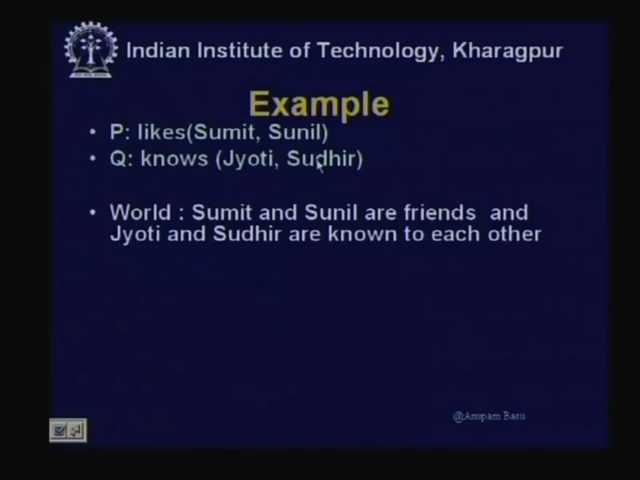 Indian Institute of Technology, Kharagpur
Example
• P: likes(Sumit, Sunil)
• Q: knows (Jyoti, Sudhir)
• World : Sumit and Sunil are friends and
Jyoti and Sudhir are known to each other
@Anupam Basu